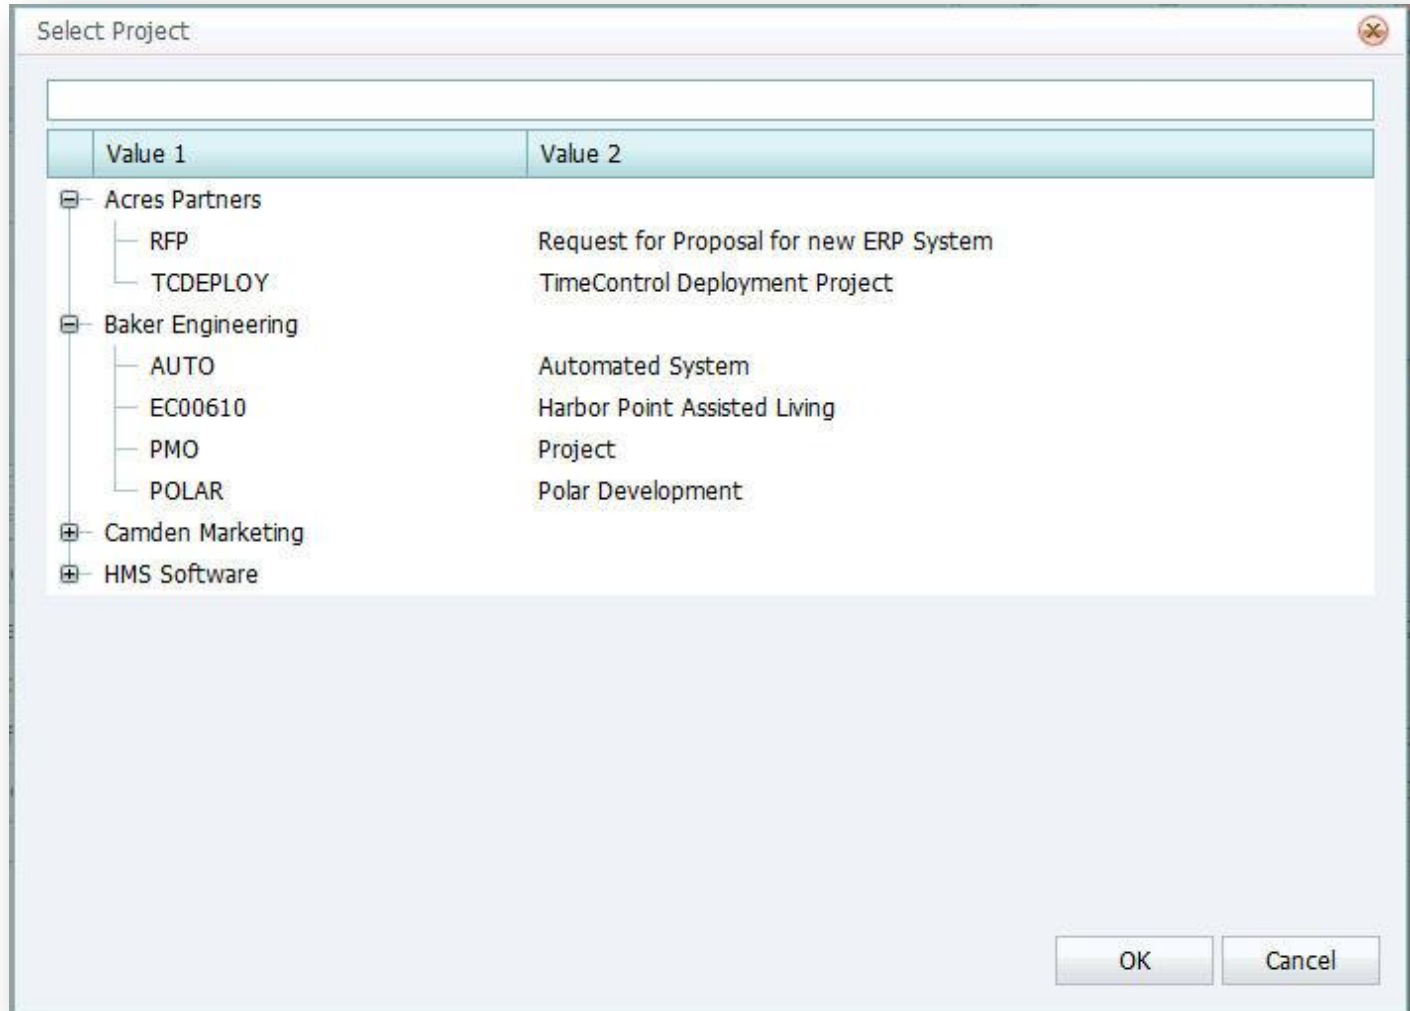 Select Project
Value 1 Value 2
Acres Partners
RFP Request for Proposal for new ERP System
TCDEPLOY TimeControl Deployment Project
Baker Engineering
AUTO Automated System
EC00610 Harbor Point Assisted Living
PMO Project
POLAR Polar Development
Camden Marketing
HMS Software
OK Cancel